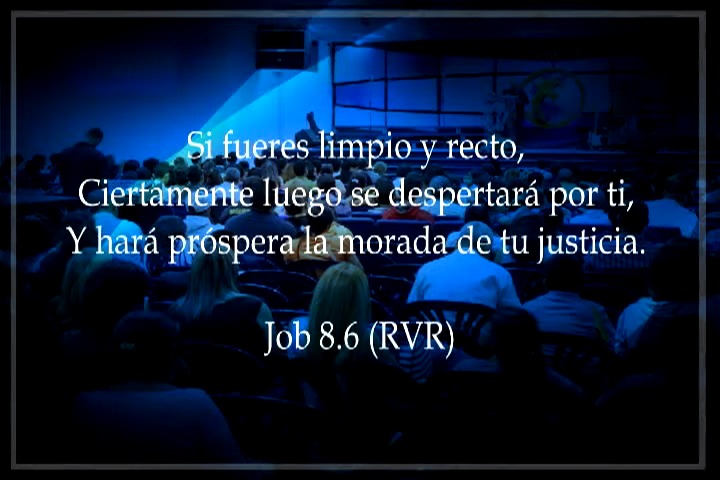 Si fueres limpio y recto,
Ciertamente luego se despertará por ti,
Y hará próspera la morada de tu justicia.
Job 8.6 (RVR)